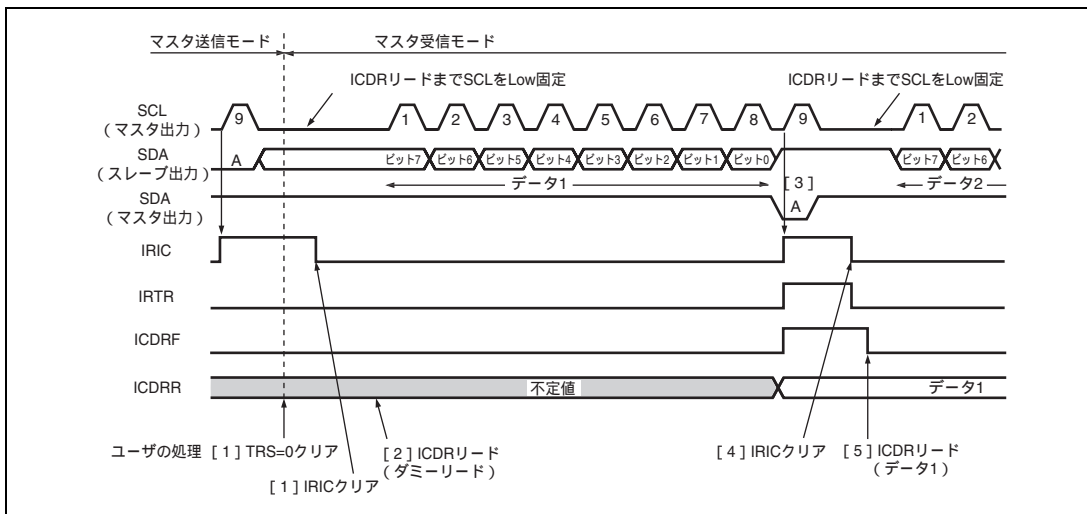 マスタ送信モード マスタ受信モード
ICDRリードまでSCLをLow固定 ICDRリードまでSCLをLow固定
SCL
（マスタ出力）
9 1 2 3 4 5 6 7 8 9 1 2
SDA
（スレーブ出力）
A ビット7 ビット6 ビット5 ビット4 ビット3 ビット2 ビット1 ビット0 ビット7 ビット6
データ1 [ 3 ] データ2
SDA
（マスタ出力）
A
IRIC
IRTR
ICDRF
ICDRR 不定値 データ1
ユーザの処理 [ 1 ] TRS=0クリア [ 2 ] ICDRリード
（ダミーリード）
[ 4 ] IRICクリア [ 5 ] ICDRリード
（データ1）
[ 1 ] IRICクリア